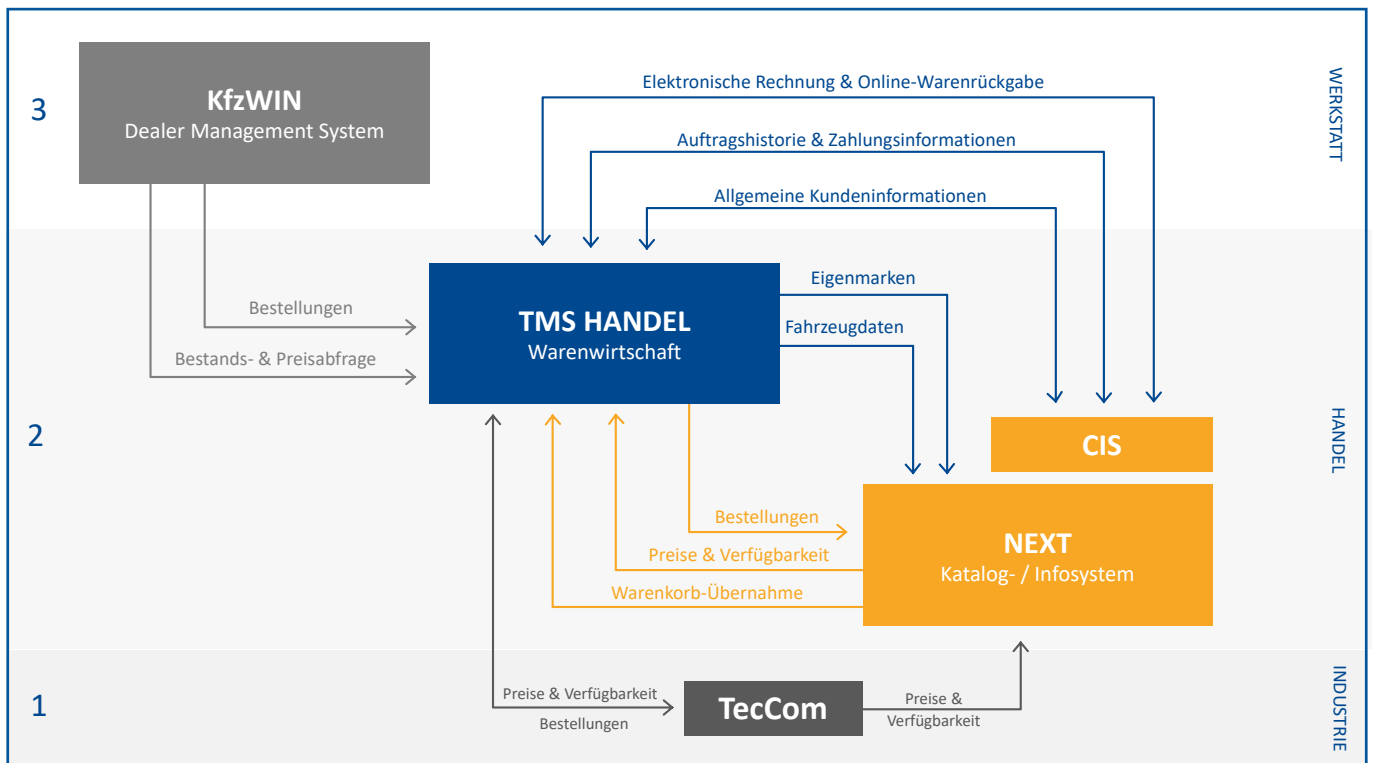 3
KfzWIN
Dealer Management System
Elektronische Rechnung & Online-Warenrückgabe
Auftragshistorie & Zahlungsinformationen
Allgemeine Kundeninformationen
WERKSTATT
Bestellungen
Bestands- & Preisabfrage
TMS HANDEL
Warenwirtschaft
Eigenmarken
Fahrzeugdaten
2
HANDEL
CIS
NEXT
Katalog- / Infosystem
Bestellungen
Preise & Verfügbarkeit
Warenkorb-Übernahme
1
Preise & Verfügbarkeit
Bestellungen
TecCom
Preise &
Verfügbarkeit
INDUSTRIE